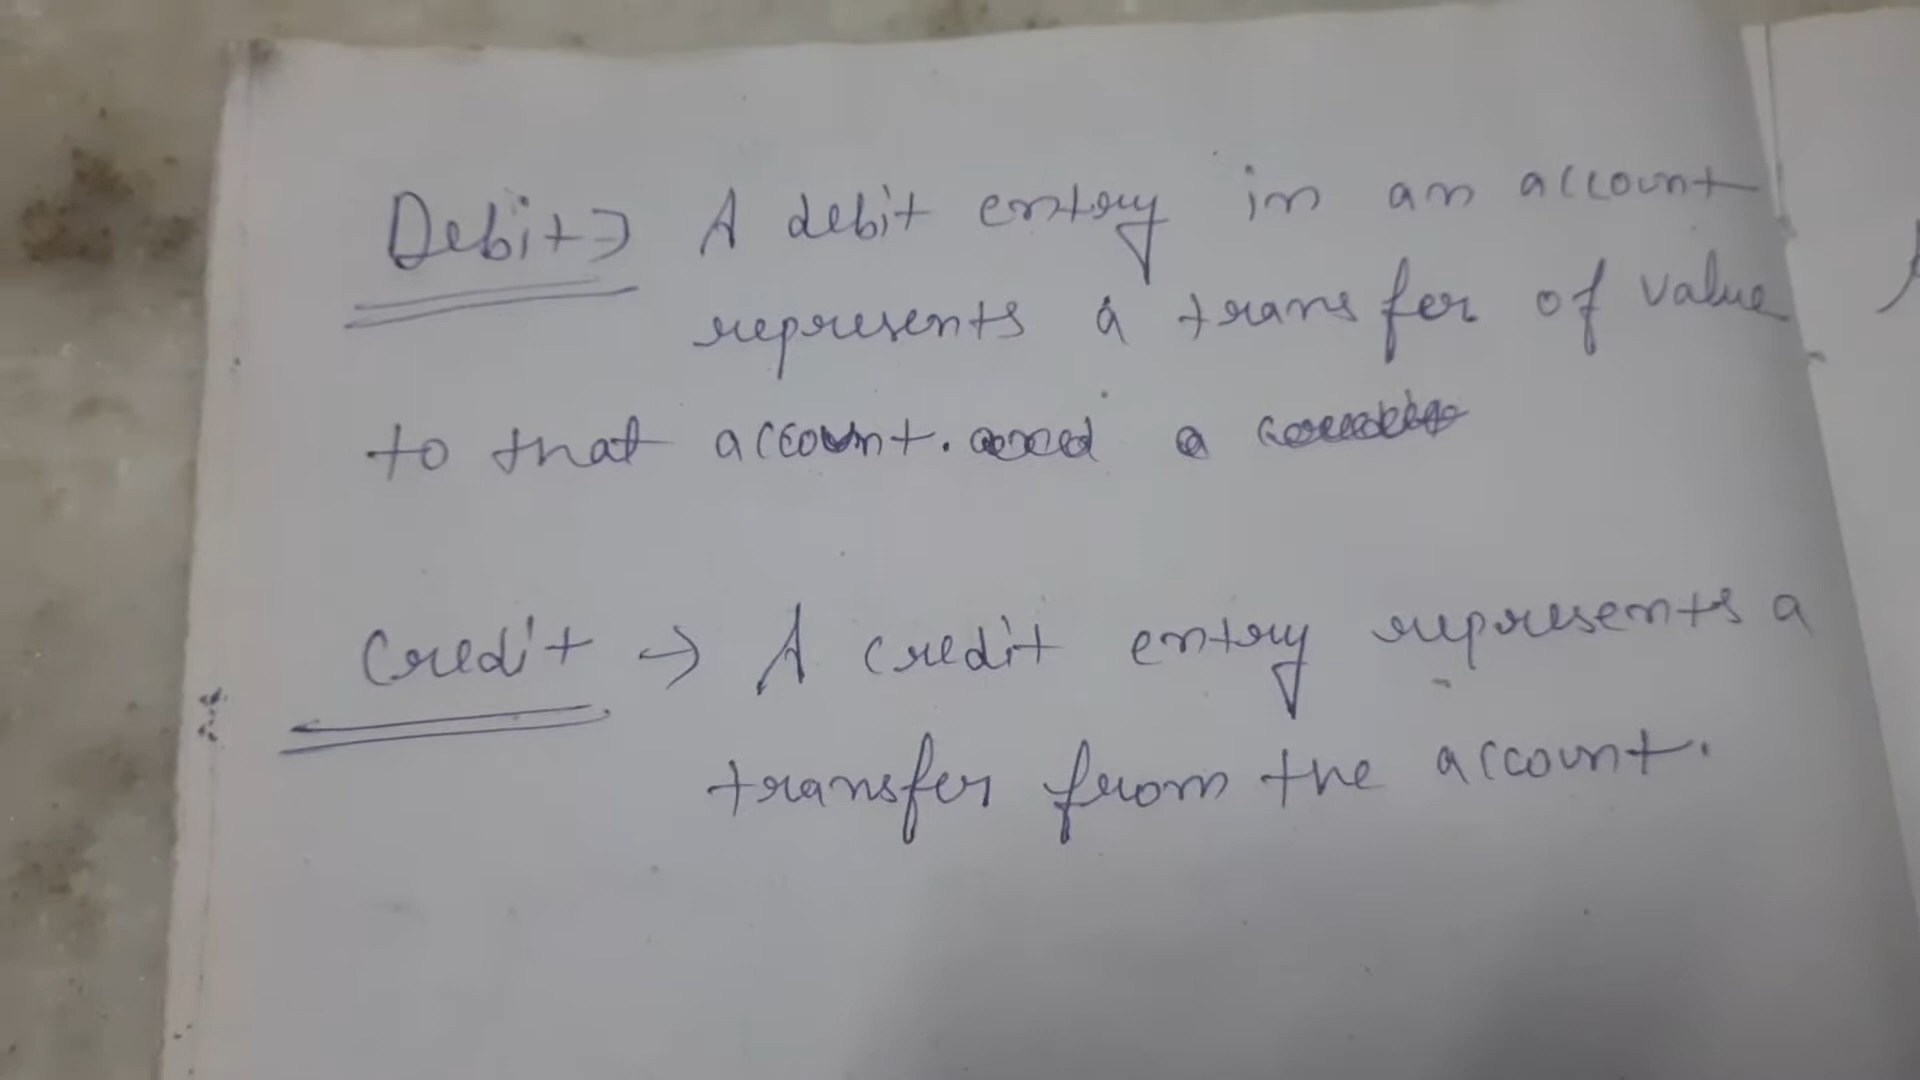 Debit → A debit entry in an account
represents a transfer of value
to that account. and a
Credit → A credit entry represents a
transfer from the account.